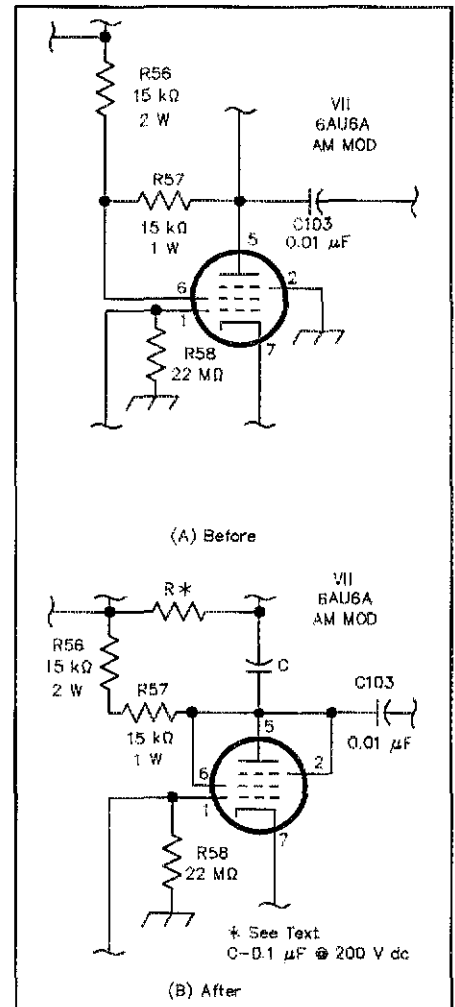 R56
15 kΩ
2 W
VII
6AU6A
AM MOD
R57
15 kΩ
1 W
C103
0.01 µF
5
6
2
1
7
R58
22 MΩ
(A) Before
R*
VII
6AU6A
AM MOD
R56
15 kΩ
2 W
C
C103
R57
15 kΩ
1 W
0.01 µF
5
2
6
1
7
R58
22 MΩ
* See Text
C-0.1 µF @ 200 V dc
(B) After